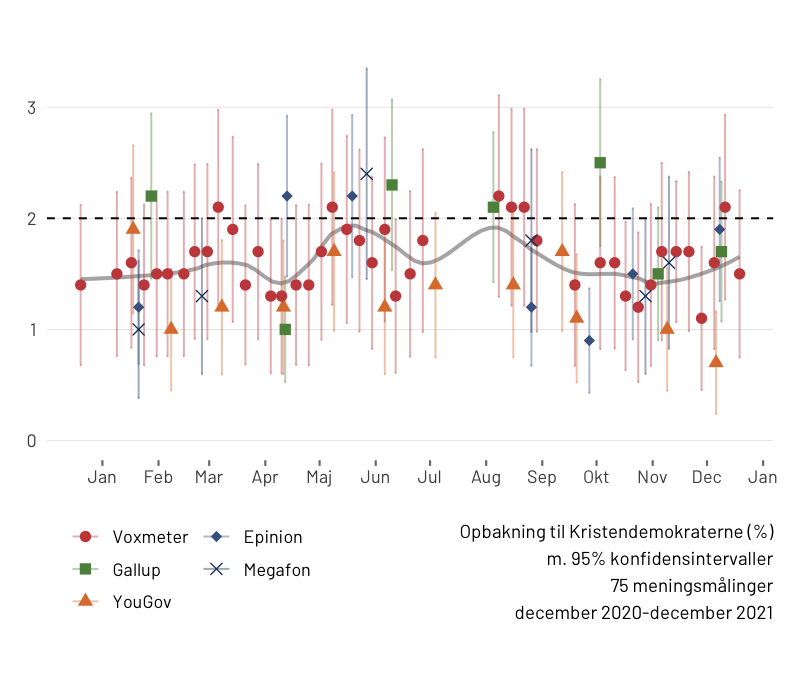 3
2
1
0
Jan Feb Mar Apr Maj Jun Jul Aug Sep Okt Nov Dec Jan
Voxmeter Epinion
Gallup Megafon
YouGov
Opbakning til Kristendemokraterne (%)
m. 95% konfidensintervaller
75 meningsmålinger
december 2020-december 2021